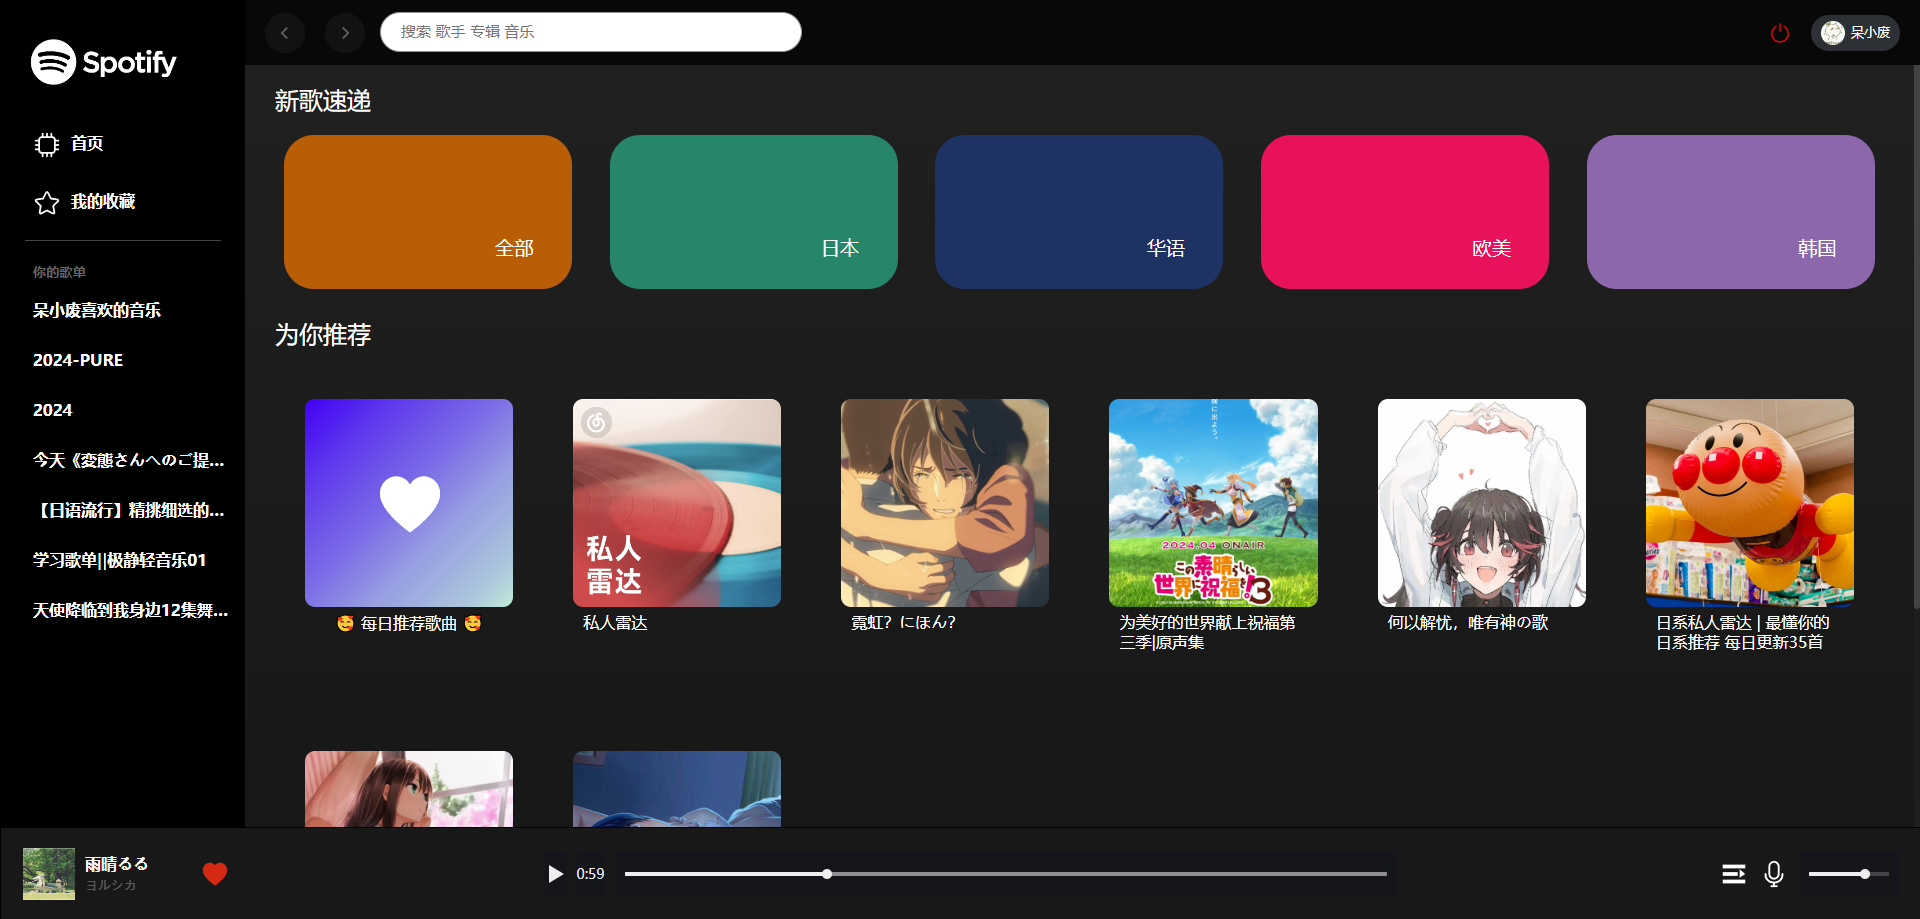 Spotify
首页
我的收藏
你的歌单
呆小废喜欢的音乐
2024-PURE
2024
今天《変態さんへのご提...
【日语流行】精挑细选的...
学习歌单||极静轻音乐01
天使降临到我身边12集舞...
搜索 歌手 专辑 音乐
呆小废
新歌速递
全部
日本
华语
欧美
韩国
为你推荐
私人
雷达
2024.04 ONAIR
この素晴らしい
世界に祝福を!3
🥰 每日推荐歌曲 🥰
私人雷达
霓虹? にほん?
为美好的世界献上祝福第
三季|原声集
何以解忧，唯有神の歌
日系私人雷达 | 最懂你的
日系推荐 每日更新35首
雨晴るる
ヨルシカ
0:59